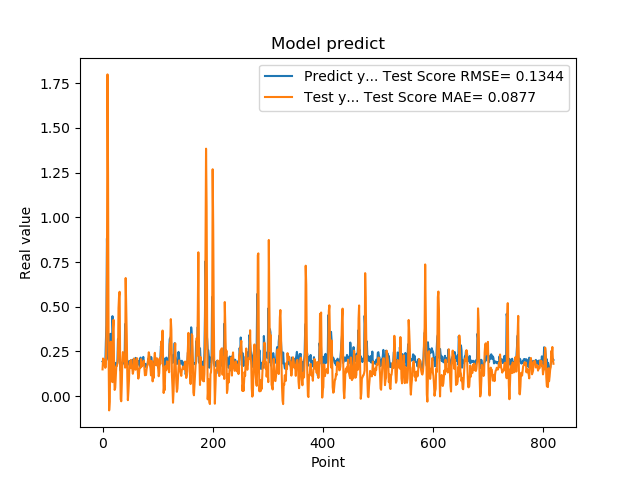 Model predict
Predict y... Test Score RMSE= 0.1344
Test y... Test Score MAE= 0.0877
1.75
1.50
1.25
1.00
0.75
0.50
0.25
0.00
Real value
0 200 400 600 800
Point